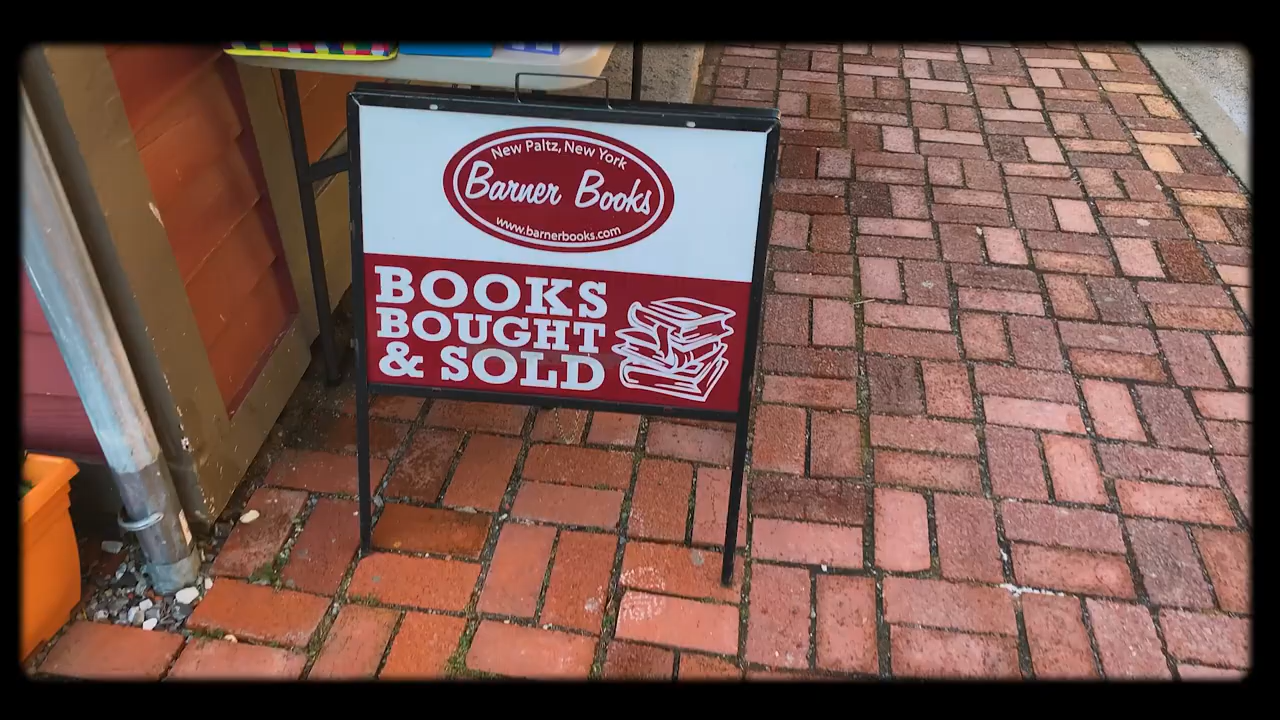 New Paltz, New York
Barner Books
www.barnerbooks.com
BOOKS
BOUGHT
& SOLD